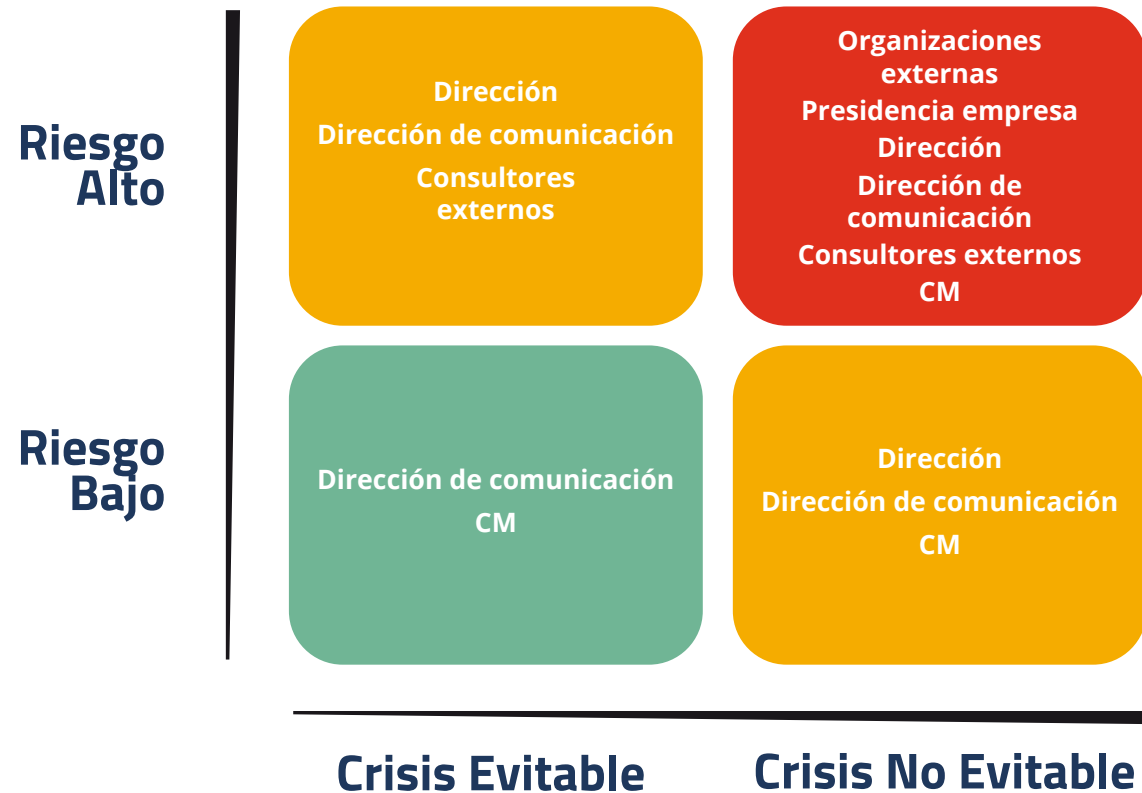 Riesgo
Alto
Dirección
Dirección de comunicación
Consultores
externos
Organizaciones
externas
Presidencia empresa
Dirección
Dirección de
comunicación
Consultores externos
CM
Riesgo
Bajo
Dirección de comunicación
CM
Dirección
Dirección de comunicación
CM
Crisis Evitable
Crisis No Evitable